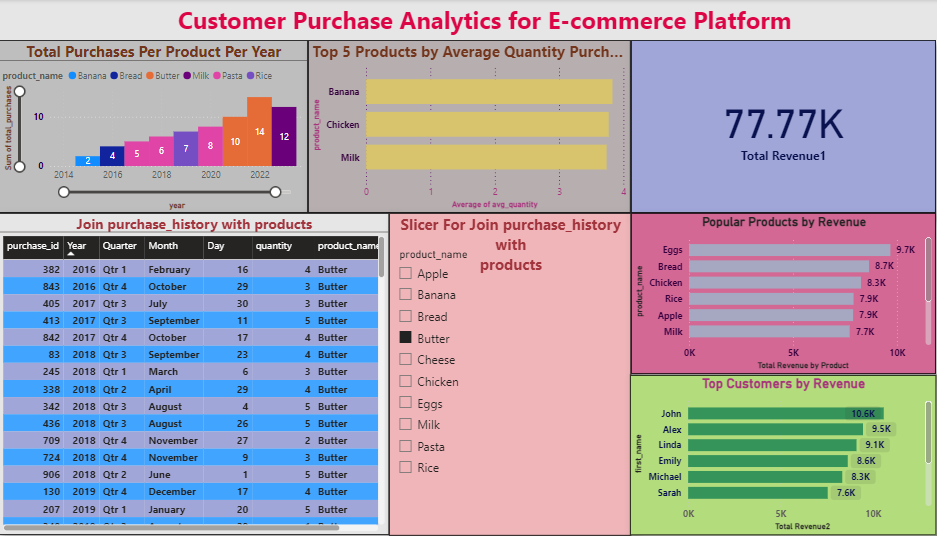 Customer Purchase Analytics for E-commerce Platform
Total Purchases Per Product Per Year
product_name Banana Bread Butter Milk Pasta Rice
Sum of total_purchases
10
0
2 4 5 6 7 8 10 14 12
2014 2016 2018 2020 2022
year
Top 5 Products by Average Quantity Purch...
product_name
Banana
Chicken
Milk
0 1 2 3 4
Average of avg_quantity
77.77K
Total Revenue1
Join purchase_history with products
purchase_id Year Quarter Month Day quantity product_name
382 2016 Qtr 1 February 16 4 Butter
843 2016 Qtr 4 October 29 3 Butter
405 2017 Qtr 3 July 30 3 Butter
413 2017 Qtr 3 September 11 5 Butter
842 2017 Qtr 4 October 17 4 Butter
83 2018 Qtr 3 September 23 4 Butter
245 2018 Qtr 1 March 6 3 Butter
338 2018 Qtr 2 April 29 4 Butter
342 2018 Qtr 3 August 4 5 Butter
436 2018 Qtr 3 August 26 5 Butter
709 2018 Qtr 4 November 27 2 Butter
724 2018 Qtr 4 November 9 3 Butter
906 2018 Qtr 2 June 1 5 Butter
130 2019 Qtr 4 December 17 4 Butter
207 2019 Qtr 1 January 20 5 Butter
Slicer For Join purchase_history
with
products
product_name
Apple
Banana
Bread
Butter
Cheese
Chicken
Eggs
Milk
Pasta
Rice
Popular Products by Revenue
product_name
Eggs 9.7K
Bread 8.7K
Chicken 8.3K
Rice 7.9K
Apple 7.9K
Milk 7.7K
0K 5K 10K
Total Revenue by Product
Top Customers by Revenue
first_name
John 10.6K
Alex 9.5K
Linda 9.1K
Emily 8.6K
Michael 8.3K
Sarah 7.6K
0K 5K 10K
Total Revenue2